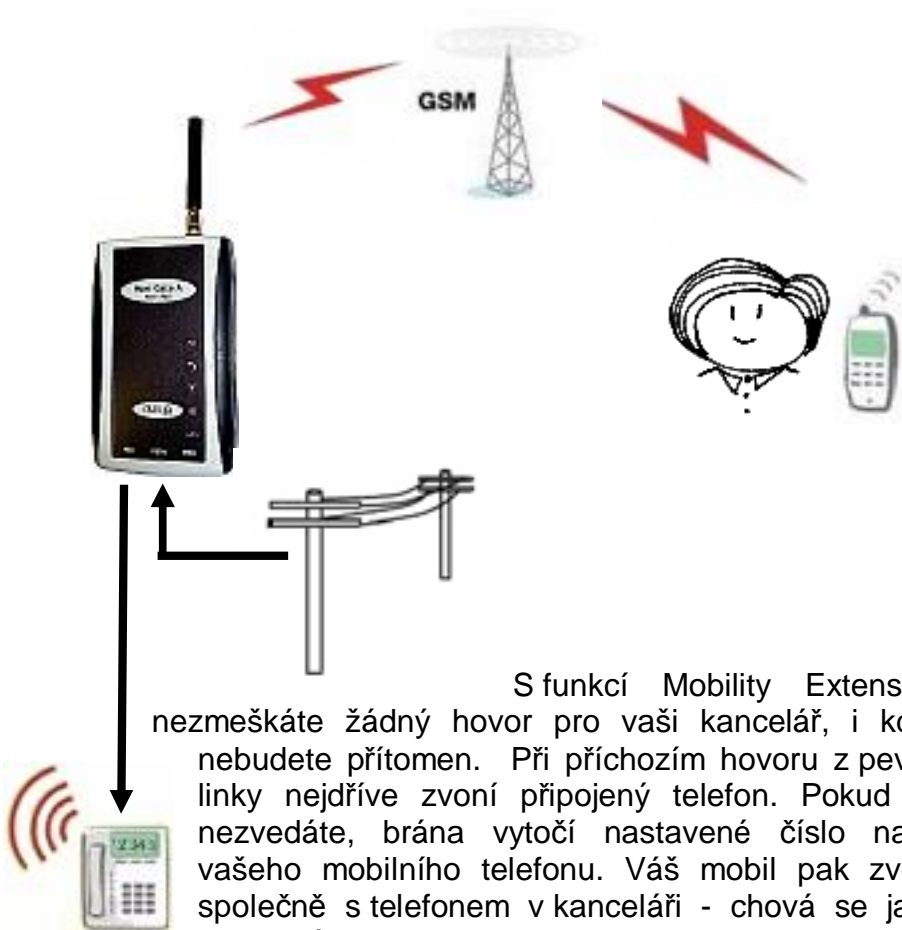 GSM
S funkcí Mobility Extens
nezmeškáte žádný hovor pro vaši kancelář, i ko
nebudete přítomen. Při příchozím hovoru z pev
linky nejdříve zvoní připojený telefon. Pokud
nezvedáte, brána vytočí nastavené číslo na
vašeho mobilního telefonu. Váš mobil pak zv
společně s telefonem v kanceláři - chová se ja